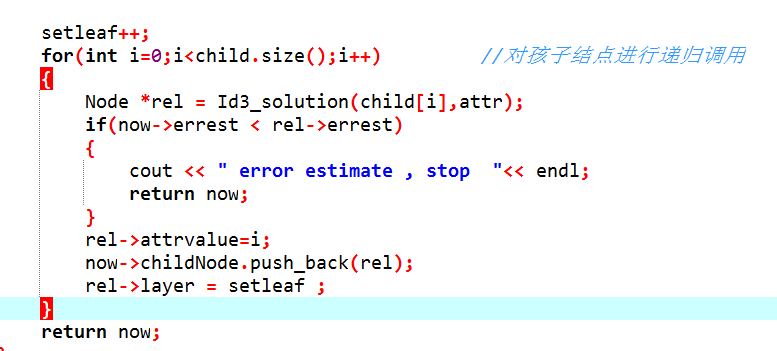 setleaf++;
for(int i=0;i<child.size();i++) //对孩子结点进行递归调用
{
Node *rel = Id3_solution(child[i],attr);
if(now->errest < rel->errest)
{
cout << " error estimate , stop  "<< endl;
return now;
}
rel->attrvalue=i;
now->childNode.push_back(rel);
rel->layer = setleaf ;
}
return now;